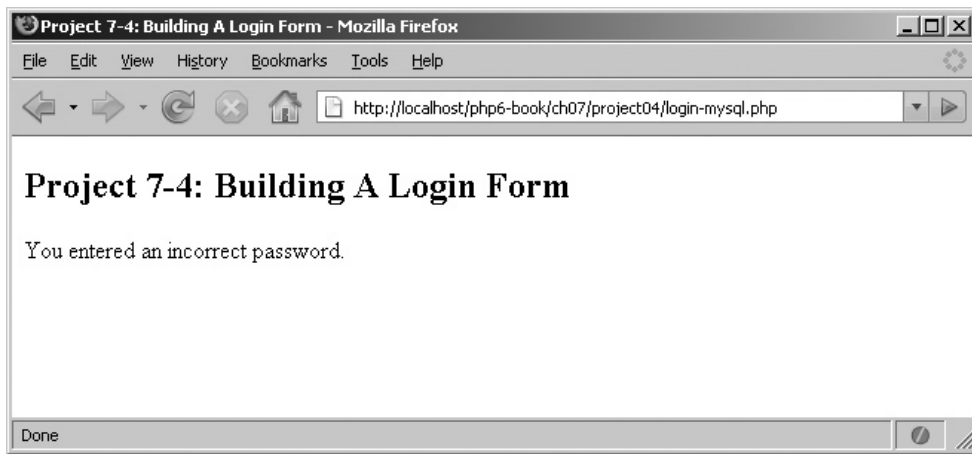 Project 7-4: Building A Login Form - Mozilla Firefox
File Edit View History Bookmarks Tools Help
http://localhost/php6-book/ch07/project04/login-mysql.php
Project 7-4: Building A Login Form
You entered an incorrect password.
Done